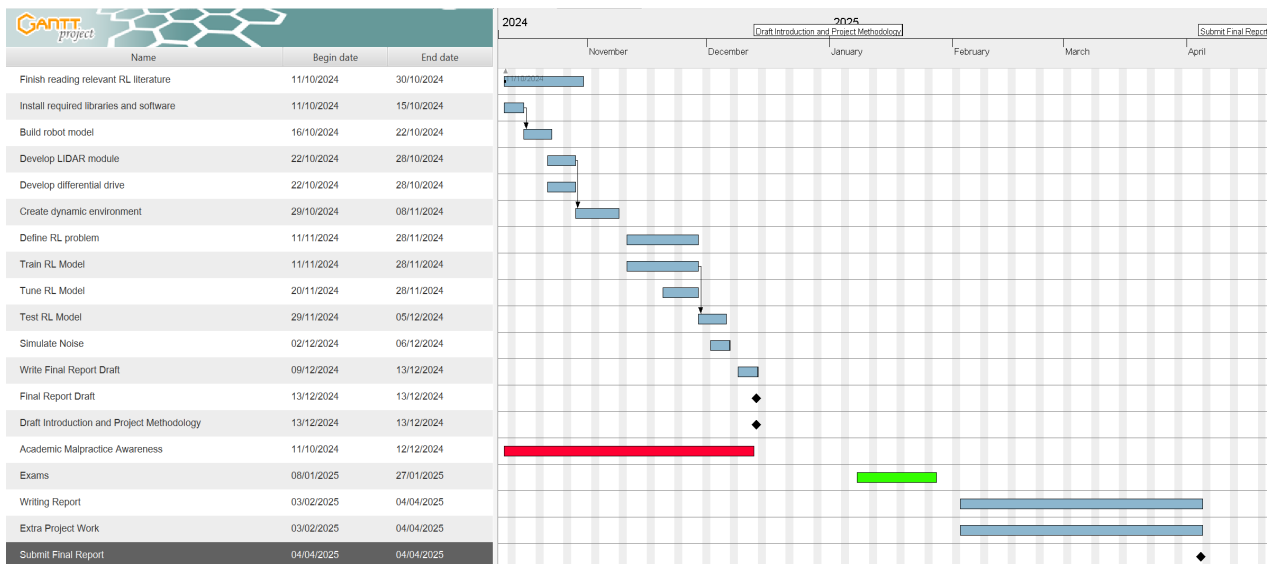 GANTT
project
2024
2025
Draft Introduction and Project Methodology
Submit Final Report
November December January February March April
Name Begin date End date
11/10/2024
Finish reading relevant RL literature 11/10/2024 30/10/2024
Install required libraries and software 11/10/2024 15/10/2024
Build robot model 16/10/2024 22/10/2024
Develop LIDAR module 22/10/2024 28/10/2024
Develop differential drive 22/10/2024 28/10/2024
Create dynamic environment 29/10/2024 08/11/2024
Define RL problem 11/11/2024 28/11/2024
Train RL Model 11/11/2024 28/11/2024
Tune RL Model 20/11/2024 28/11/2024
Test RL Model 29/11/2024 05/12/2024
Simulate Noise 02/12/2024 06/12/2024
Write Final Report Draft 09/12/2024 13/12/2024
Final Report Draft 13/12/2024 13/12/2024
Draft Introduction and Project Methodology 13/12/2024 13/12/2024
Academic Malpractice Awareness 11/10/2024 12/12/2024
Exams 08/01/2025 27/01/2025
Writing Report 03/02/2025 04/04/2025
Extra Project Work 03/02/2025 04/04/2025
Submit Final Report 04/04/2025 04/04/2025